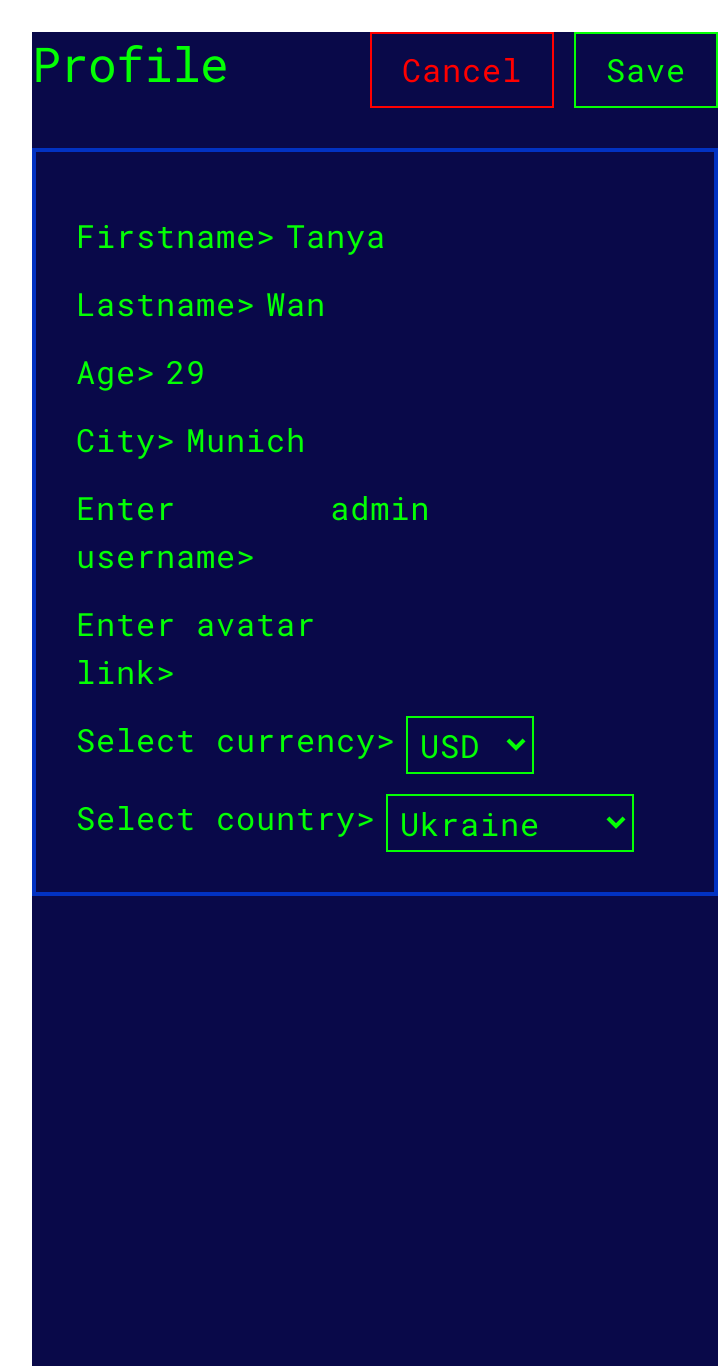 Profile Cancel Save
Firstname> Tanya
Lastname> Wan
Age> 29
City> Munich
Enter admin
username>
Enter avatar
link>
Select currency> USD
Select country> Ukraine